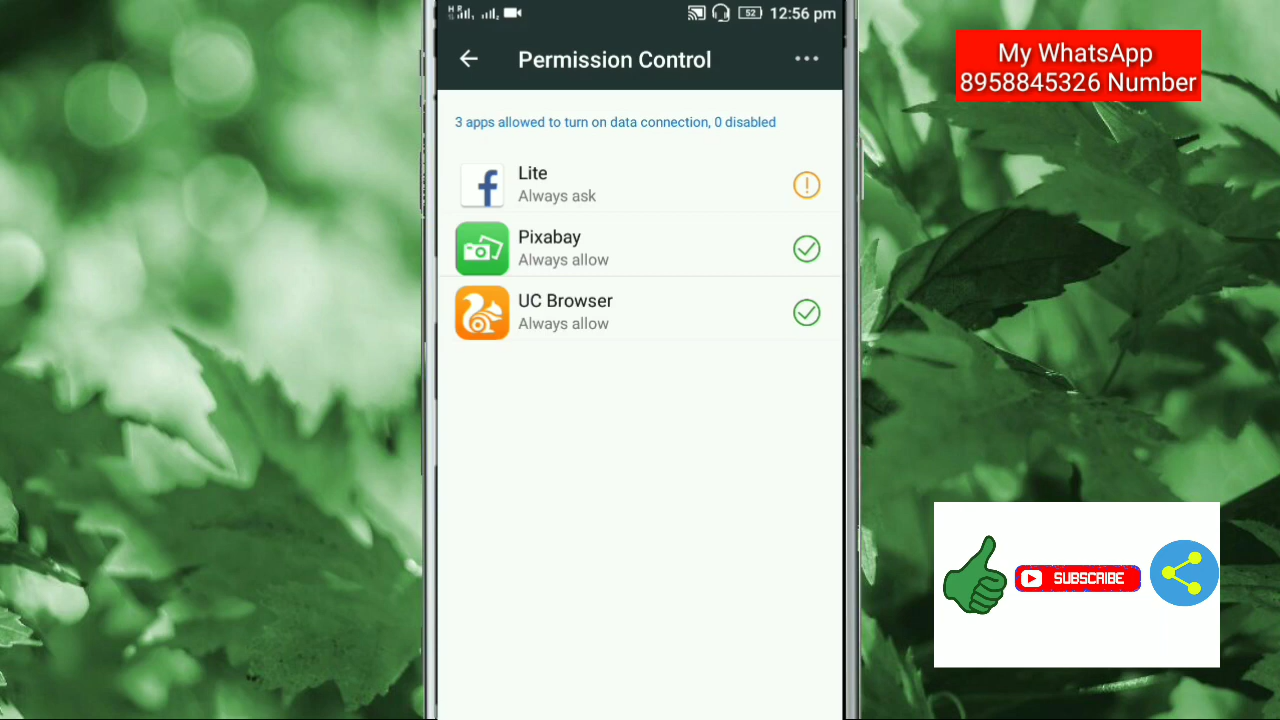 12:56 pm
52
Permission Control
3 apps allowed to turn on data connection, 0 disabled
Lite
Always ask
Pixabay
Always allow
UC Browser
Always allow
My WhatsApp
8958845326 Number
SUBSCRIBE